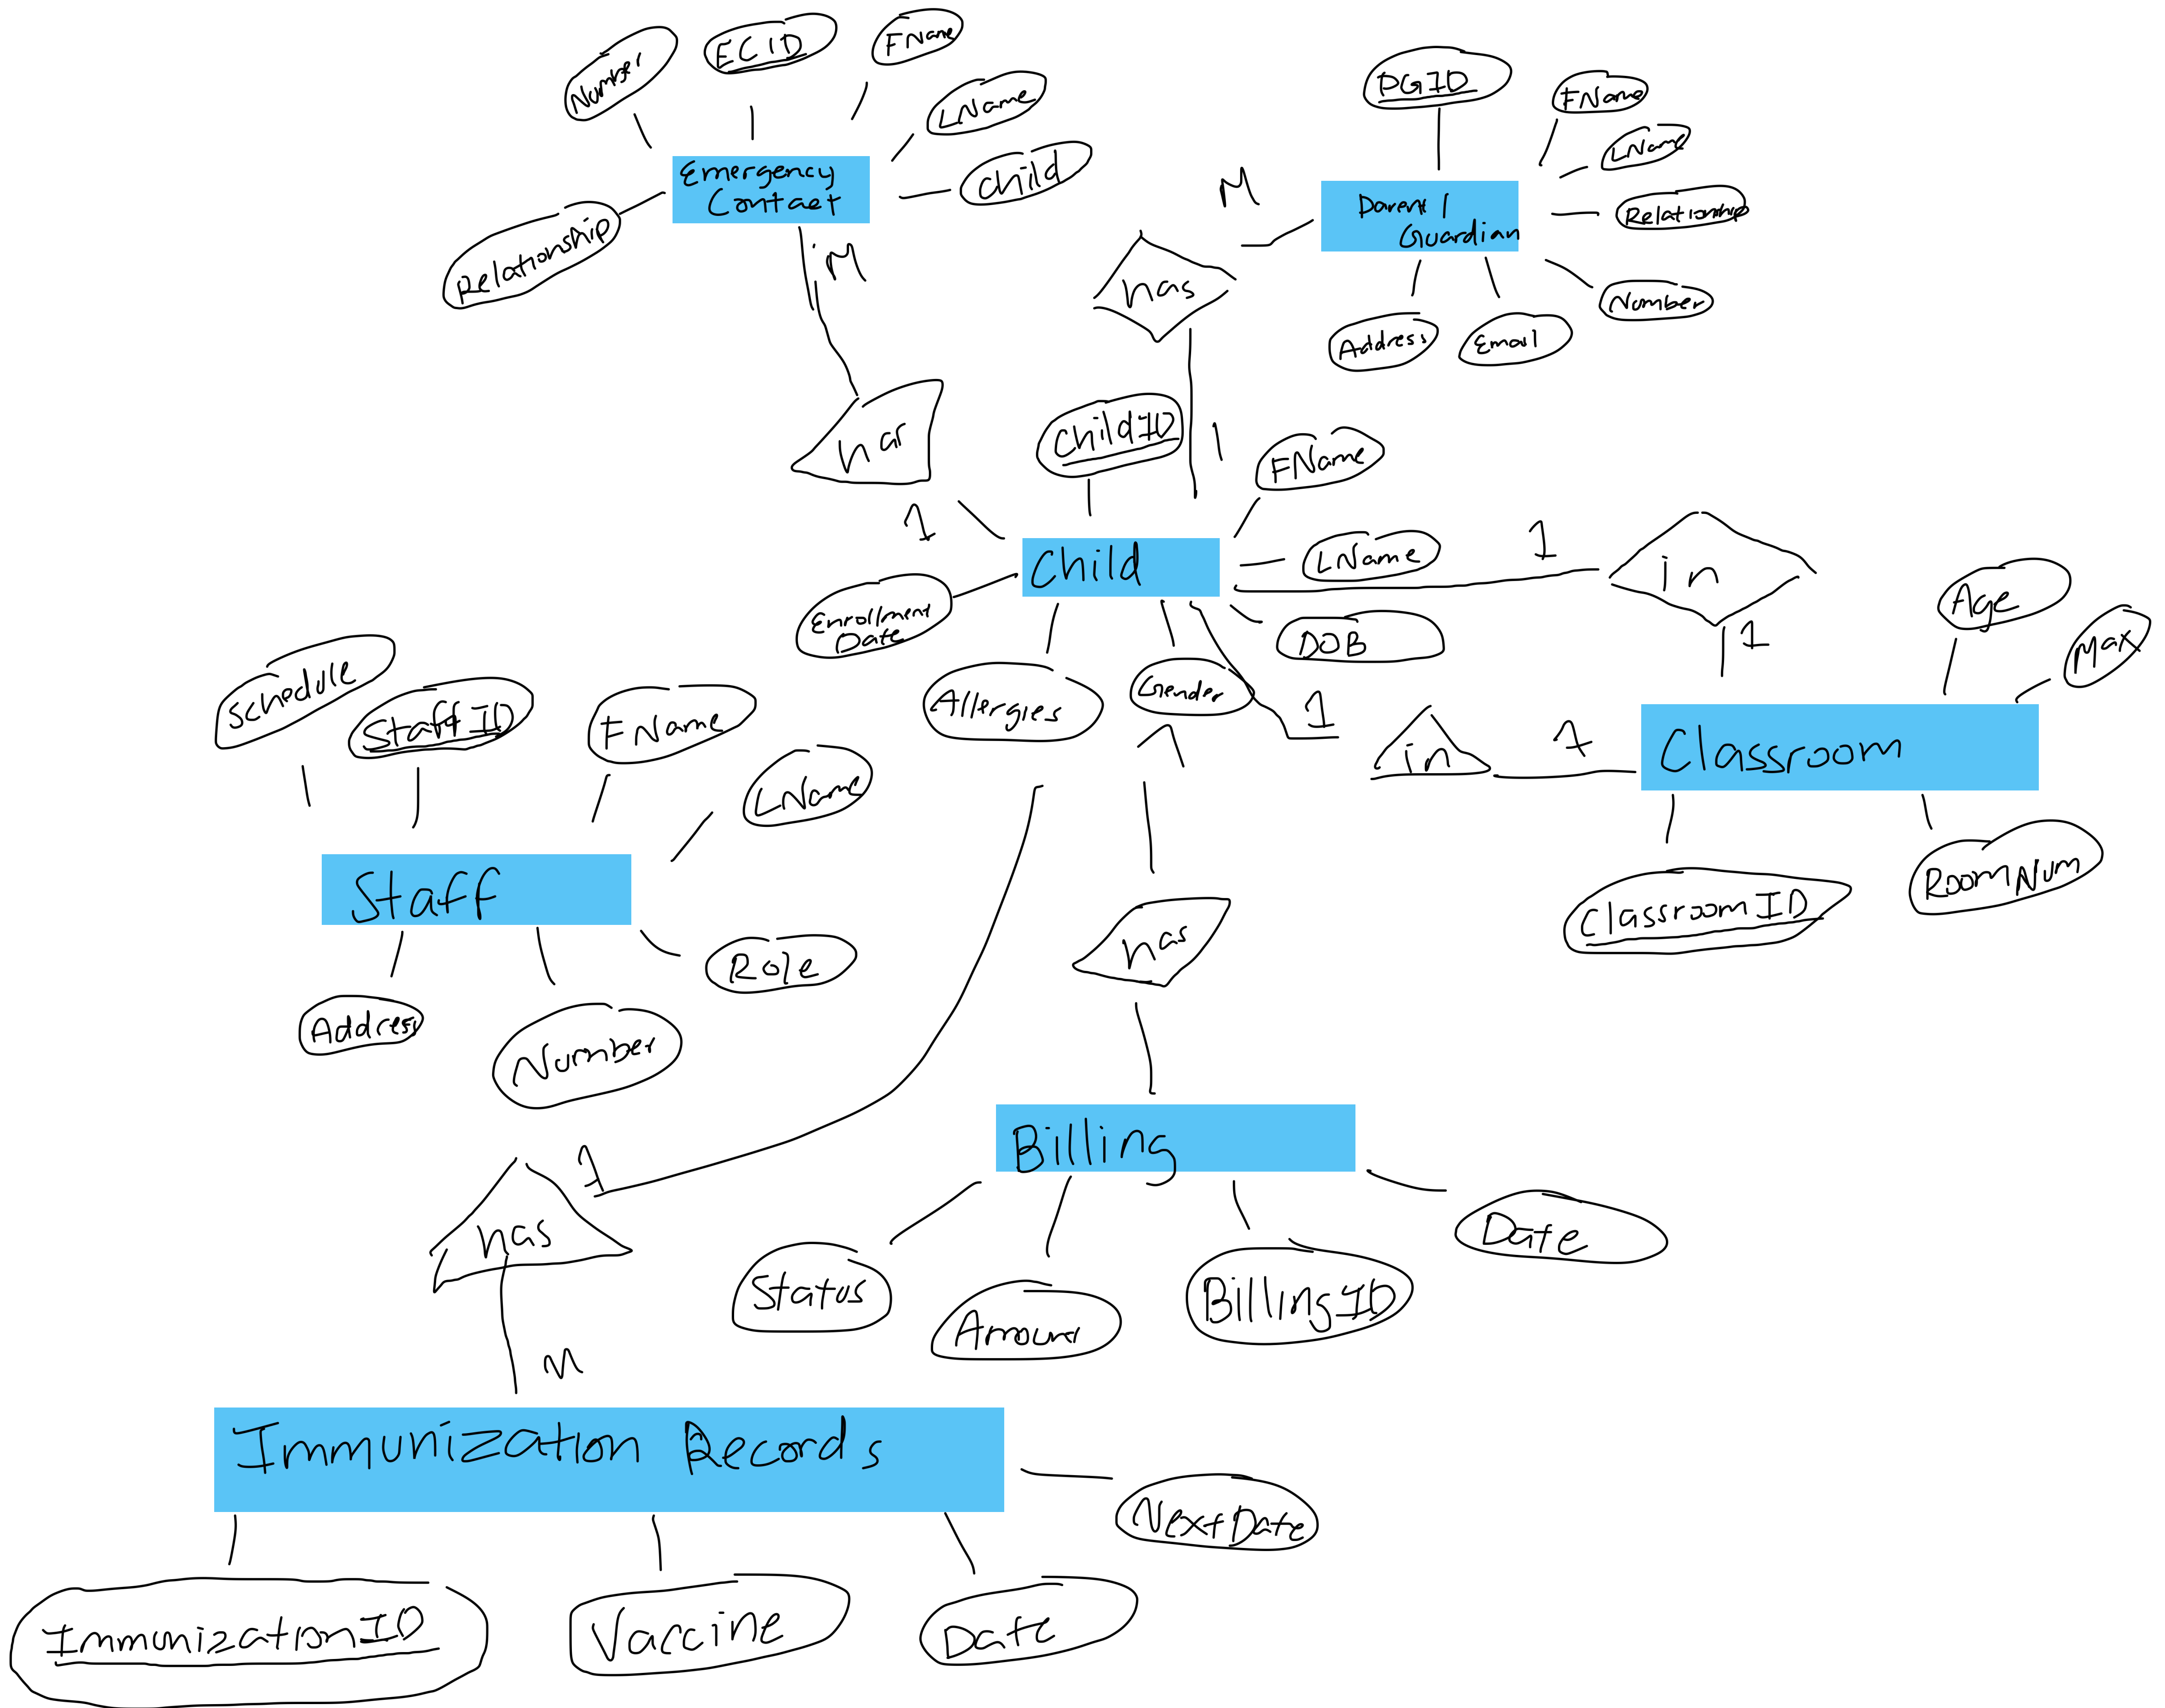 Number
ECID
FName
LName
child
Emergency
Contact
Relationship
M
PGID
FName
LName
Relationship
Number
Email
Address
Parent/
Guardian
M
has
1
has
1
ChildID
FName
LName
DOB
Child
Enrollment
Date
Allergies
Gender
1
in
1
1
in
1
Age
Max
Classroom
ClassroomID
RoomNum
Schedule
StaffID
FName
LName
Staff
Role
Address
Number
has
Billing
Status
Amount
BillingID
Date
1
has
M
Immunization Records
NextDate
ImmunizationID
Vaccine
Date